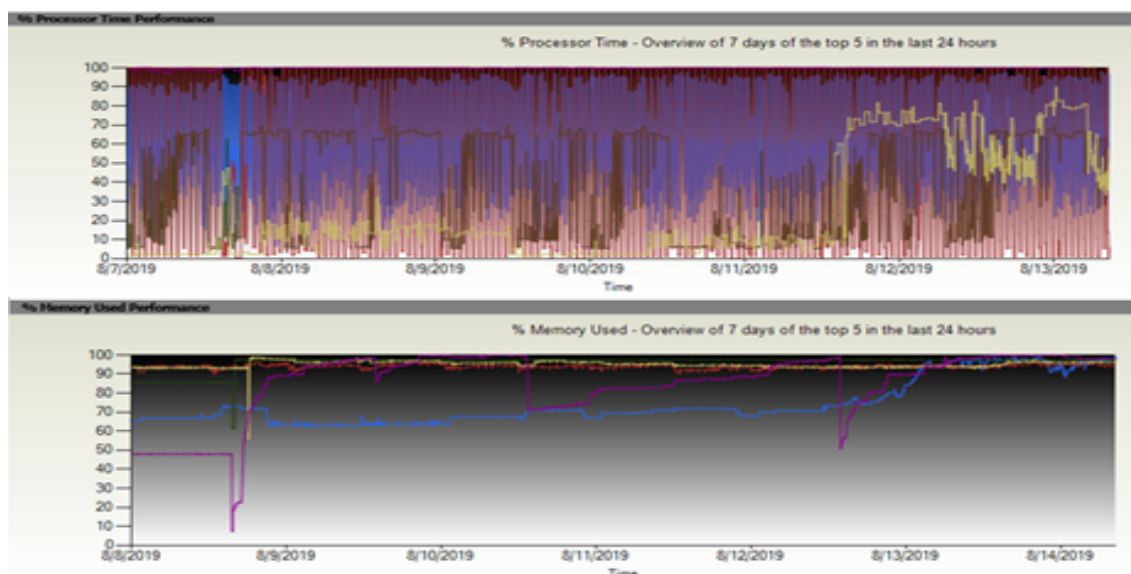 % Processor Time Performance
% Processor Time - Overview of 7 days of the top 5 in the last 24 hours
100
90
80
70
60
50
40
30
20
10
0
8/7/2019 8/8/2019 8/9/2019 8/10/2019 8/11/2019 8/12/2019 8/13/2019
Time
% Memory Used Performance
% Memory Used - Overview of 7 days of the top 5 in the last 24 hours
100
90
80
70
60
50
40
30
20
10
0
8/8/2019 8/9/2019 8/10/2019 8/11/2019 8/12/2019 8/13/2019 8/14/2019
Time